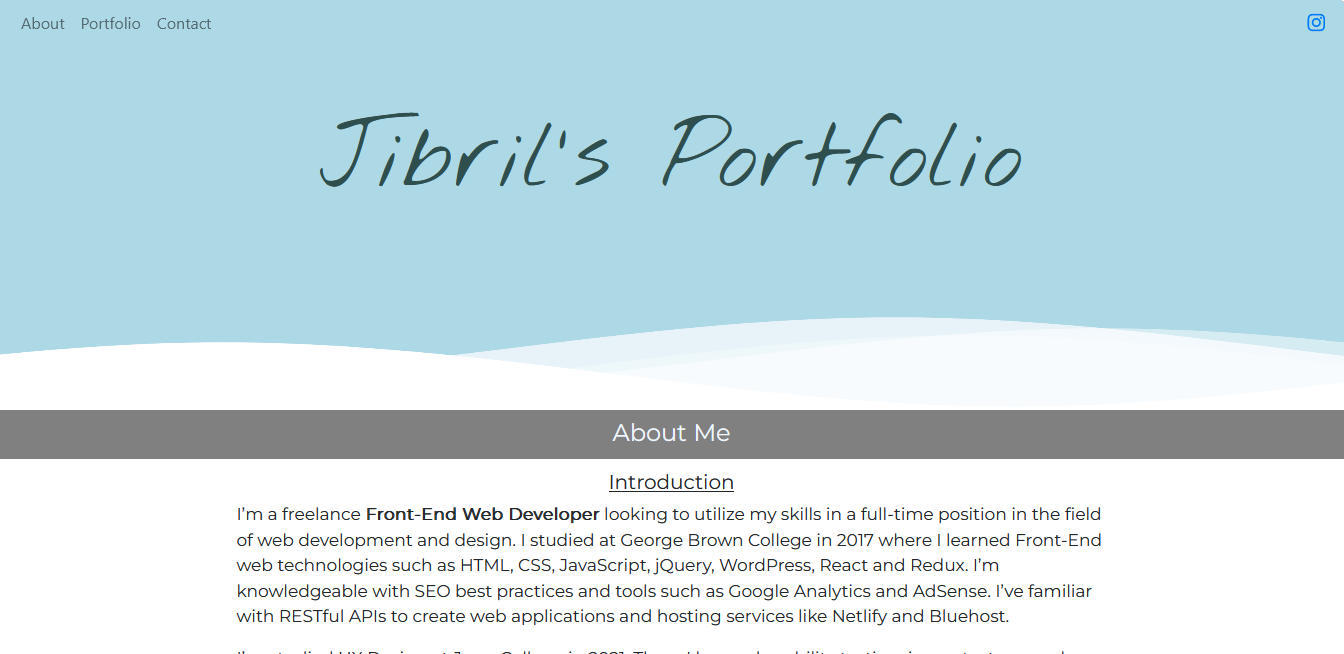 About Portfolio Contact
Jibril's Portfolio
About Me
Introduction
I’m a freelance Front-End Web Developer looking to utilize my skills in a full-time position in the field
of web development and design. I studied at George Brown College in 2017 where I learned Front-End
web technologies such as HTML, CSS, JavaScript, jQuery, WordPress, React and Redux. I’m
knowledgeable with SEO best practices and tools such as Google Analytics and AdSense. I’ve familiar
with RESTful APIs to create web applications and hosting services like Netlify and Bluehost.